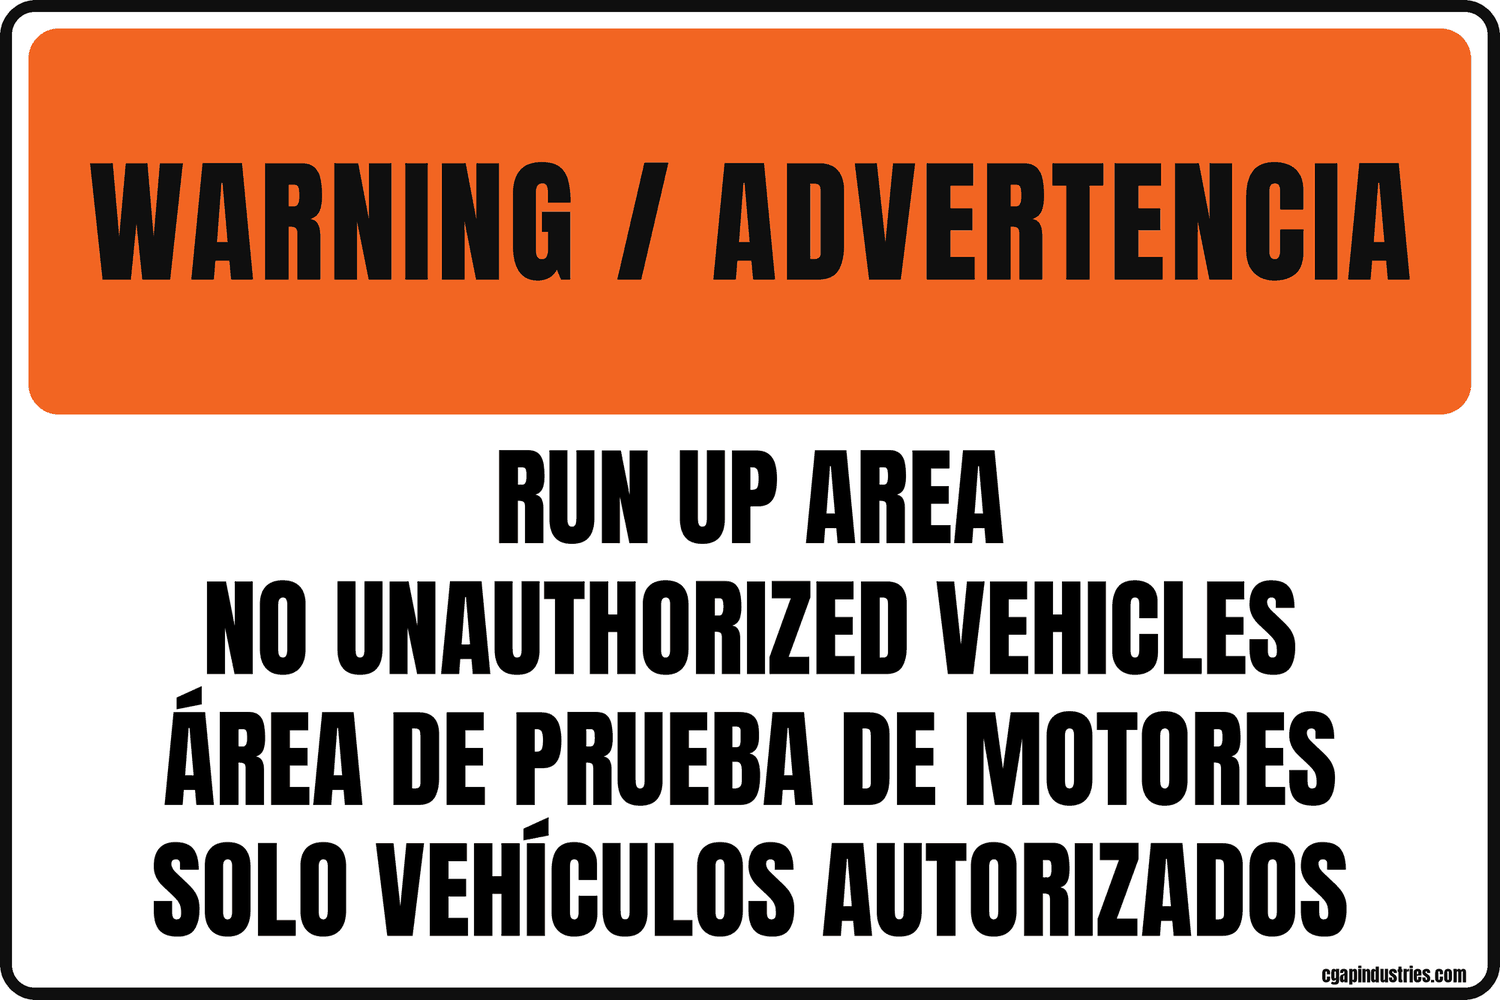 WARNING / ADVERTENCIA
RUN UP AREA
NO UNAUTHORIZED VEHICLES
ÁREA DE PRUEBA DE MOTORES
SOLO VEHÍCULOS AUTORIZADOS
cgapindustries.com